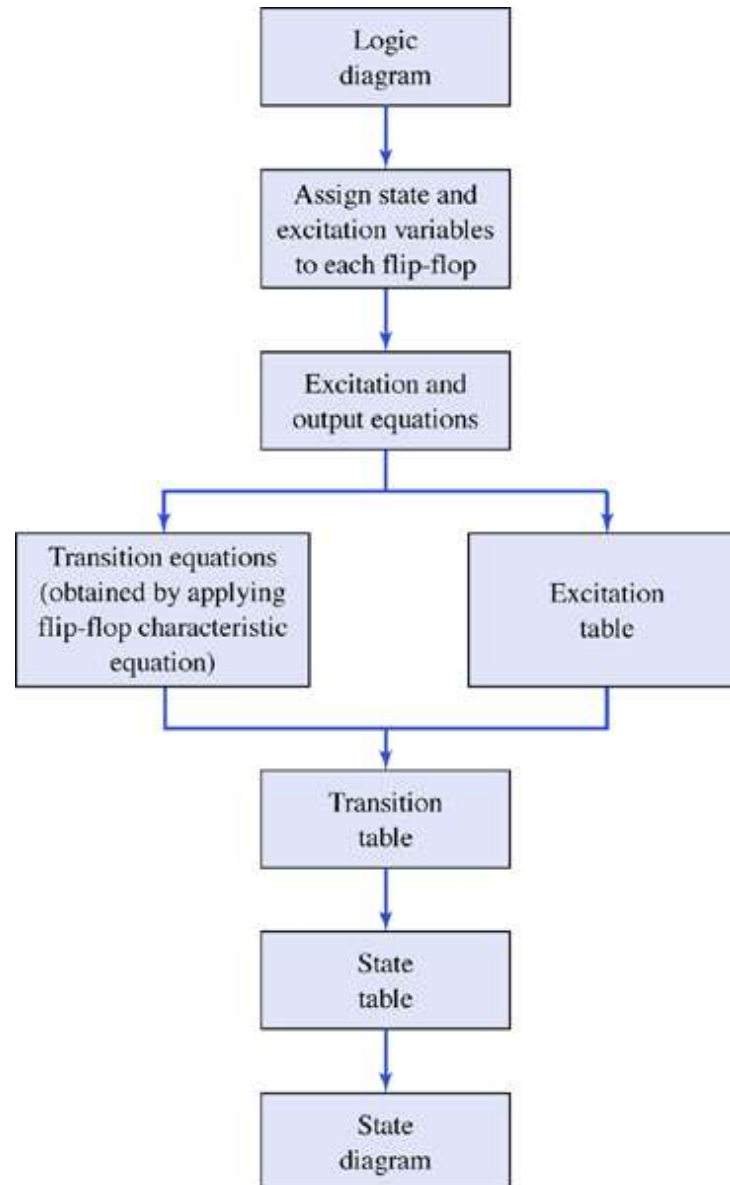 Logic
diagram
Assign state and
excitation variables
to each flip-flop
Excitation and
output equations
Transition equations
(obtained by applying
flip-flop characteristic
equation)
Excitation
table
Transition
table
State
table
State
diagram